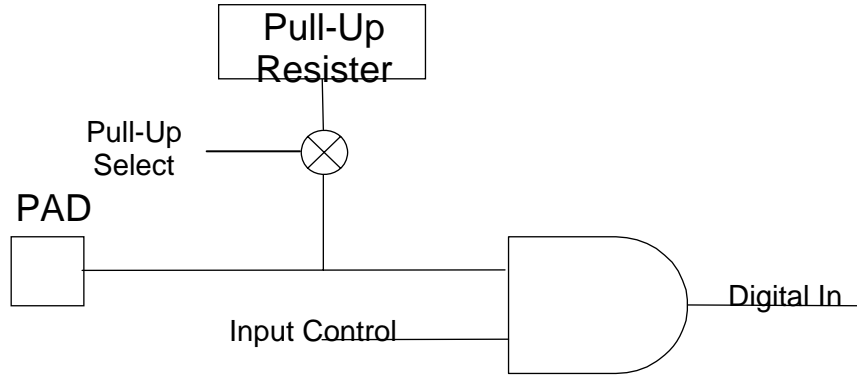 Pull-Up
Resister
Pull-Up
Select
PAD
Digital In
Input Control